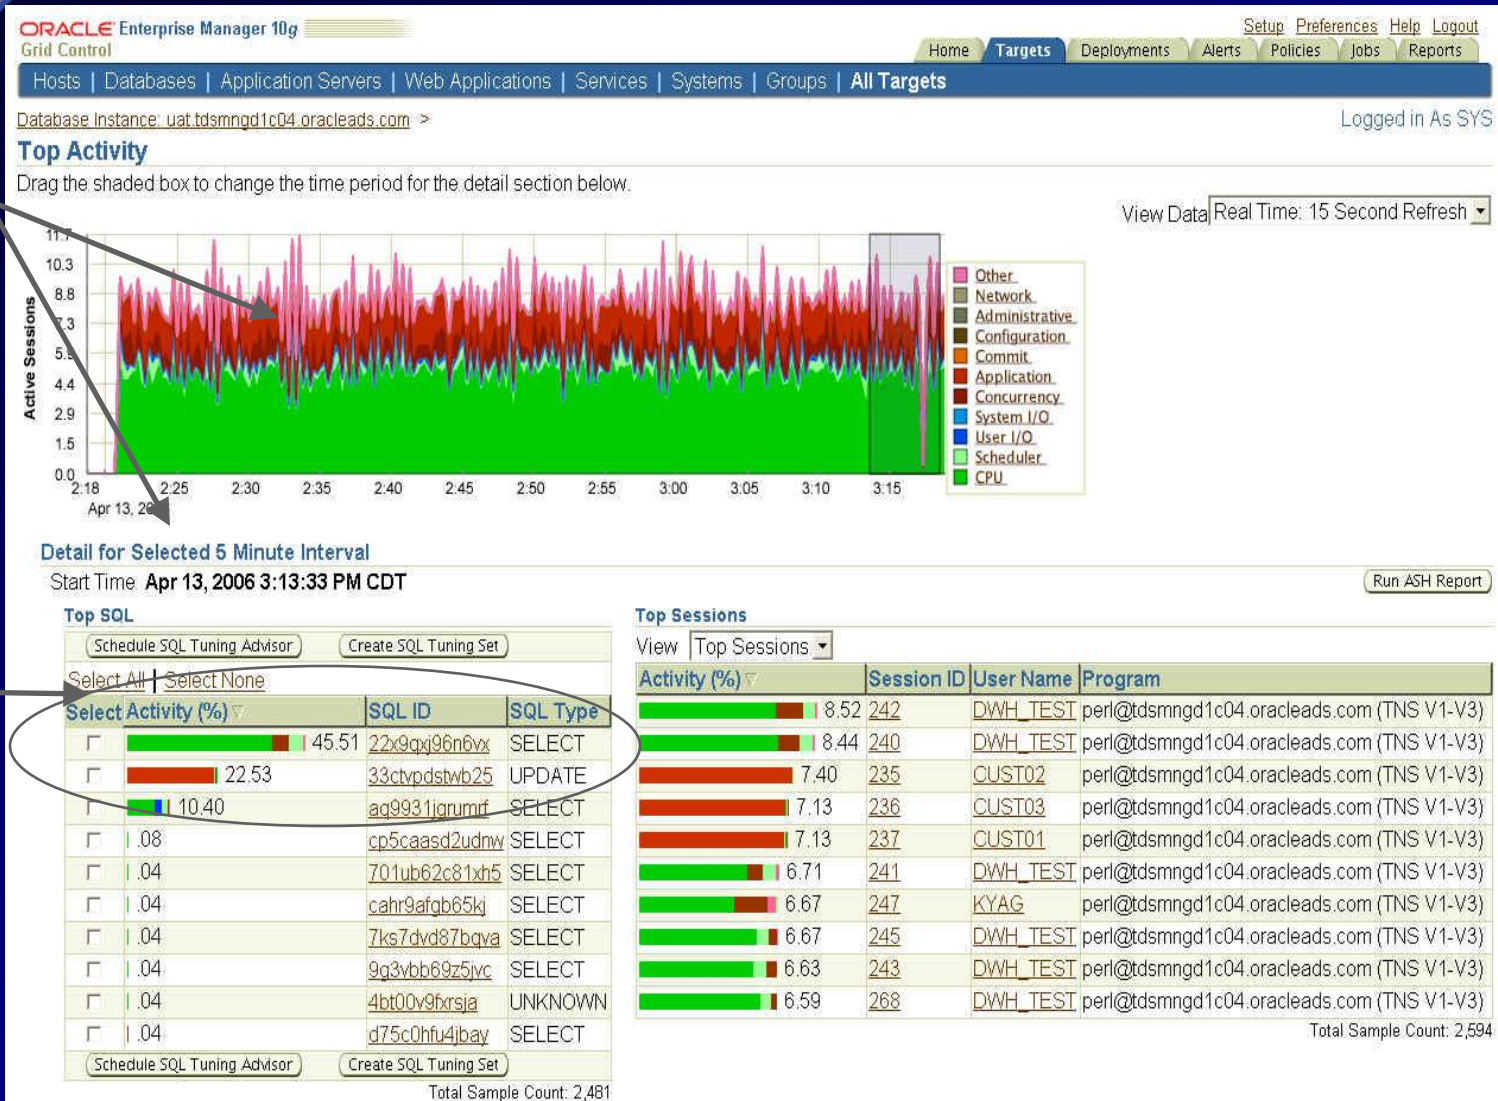 ORACLE Enterprise Manager 10g
Grid Control
Setup Preferences Help Logout
Home Targets Deployments Alerts Policies Jobs Reports
Hosts | Databases | Application Servers | Web Applications | Services | Systems | Groups | All Targets
Database Instance: uat.tdsmngd1c04.oracleads.com >
Logged in As SYS
Top Activity
Drag the shaded box to change the time period for the detail section below.
View Data Real Time: 15 Second Refresh
Active Sessions
11.7
10.3
8.8
7.3
5.9
4.4
2.9
1.5
0.0
2:18 2:25 2:30 2:35 2:40 2:45 2:50 2:55 3:00 3:05 3:10 3:15
Apr 13,
Other
Network
Administrative
Configuration
Commit
Application
Concurrency
System I/O
User I/O
Scheduler
CPU
Detail for Selected 5 Minute Interval
Start Time Apr 13, 2006 3:13:33 PM CDT
Run ASH Report
Top SQL
Schedule SQL Tuning Advisor Create SQL Tuning Set
Select All | Select None
Select Activity (%) SQL ID SQL Type
45.51 22x9qxj96n6vx SELECT
22.53 33ctvpdstwb25 UPDATE
10.40 aq9931jgrumrf SELECT
.08 cp5caasd2udnw SELECT
.04 701ub62c81xh5 SELECT
.04 cahr9afgb65kj SELECT
.04 7ks7dvd87bqva SELECT
.04 9g3vbb69z5jvc SELECT
.04 4bt00v9fxrsja UNKNOWN
.04 d75c0hfu4jbay SELECT
Schedule SQL Tuning Advisor Create SQL Tuning Set
Total Sample Count: 2,481
Top Sessions
View Top Sessions
Activity (%) Session ID User Name Program
8.52 242 DWH_TEST perl@tdsmngd1c04.oracleads.com (TNS V1-V3)
8.44 240 DWH_TEST perl@tdsmngd1c04.oracleads.com (TNS V1-V3)
7.40 235 CUST02 perl@tdsmngd1c04.oracleads.com (TNS V1-V3)
7.13 236 CUST03 perl@tdsmngd1c04.oracleads.com (TNS V1-V3)
7.13 237 CUST01 perl@tdsmngd1c04.oracleads.com (TNS V1-V3)
6.71 241 DWH_TEST perl@tdsmngd1c04.oracleads.com (TNS V1-V3)
6.67 247 KYAG perl@tdsmngd1c04.oracleads.com (TNS V1-V3)
6.67 245 DWH_TEST perl@tdsmngd1c04.oracleads.com (TNS V1-V3)
6.63 243 DWH_TEST perl@tdsmngd1c04.oracleads.com (TNS V1-V3)
6.59 268 DWH_TEST perl@tdsmngd1c04.oracleads.com (TNS V1-V3)
Total Sample Count: 2,594